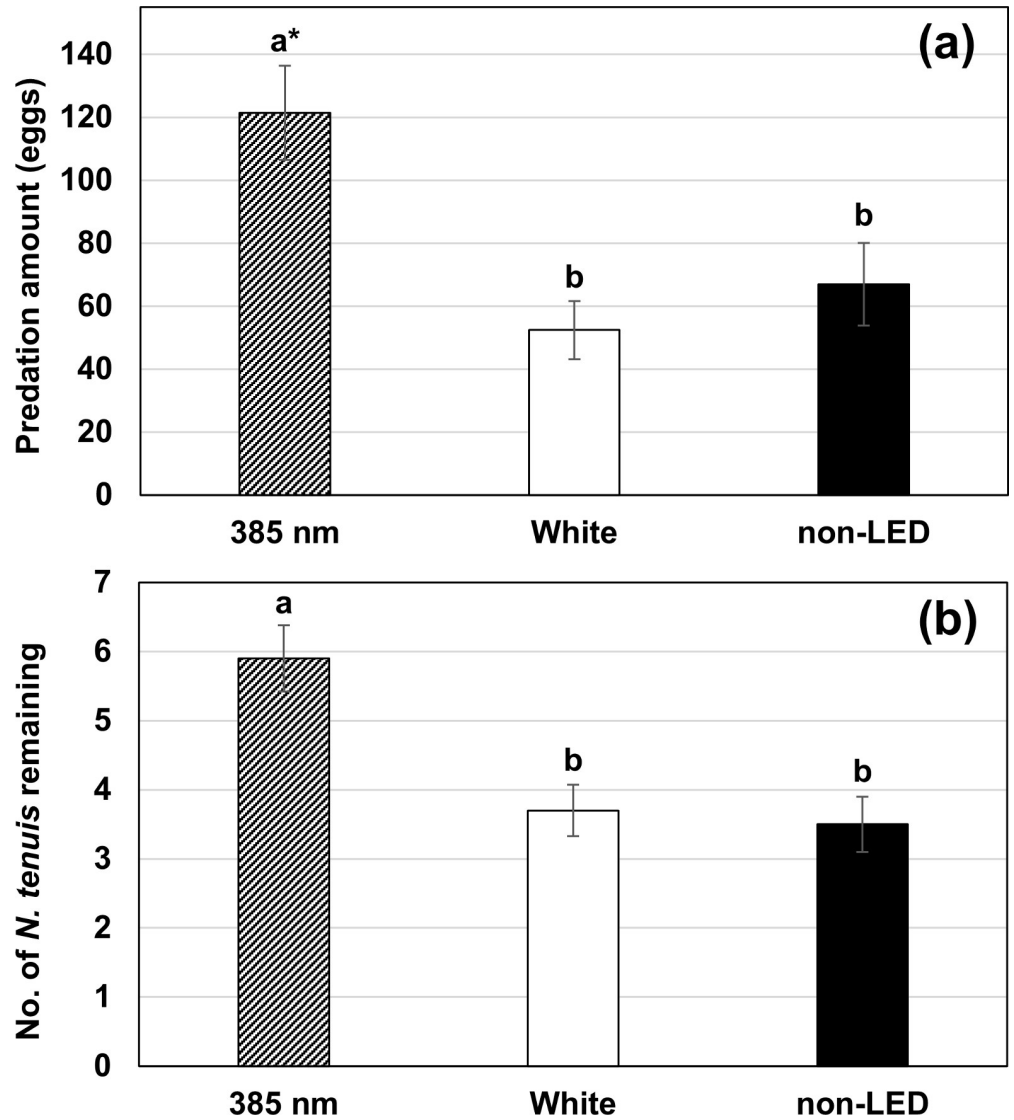 (a)
Predation amount (eggs)
140
120
100
80
60
40
20
0
a*
b
b
385 nm
White
non-LED
(b)
No. of N. tenuis remaining
7
6
5
4
3
2
1
0
a
b
b
385 nm
White
non-LED